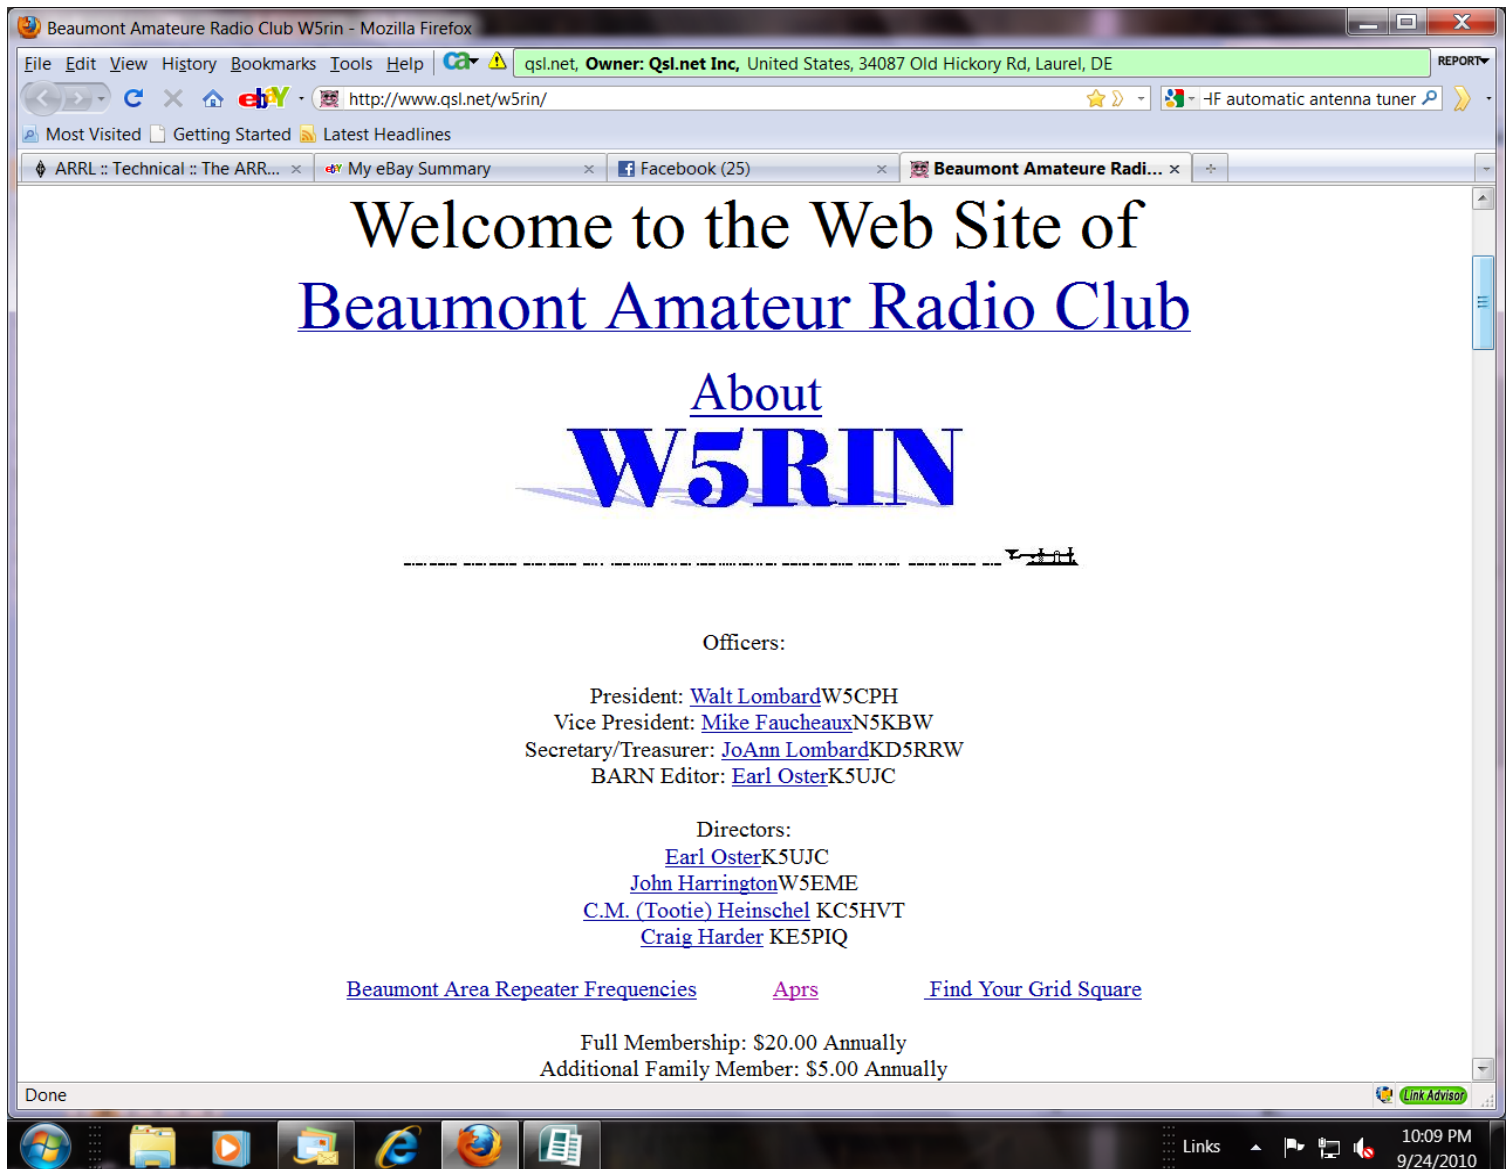 Beaumont Amateure Radio Club W5rin - Mozilla Firefox
File Edit View History Bookmarks Tools Help ca qsl.net, Owner: Qsl.net Inc, United States, 34087 Old Hickory Rd, Laurel, DE REPORT
ebY http://www.qsl.net/w5rin/ HF automatic antenna tuner
Most Visited Getting Started Latest Headlines
ARRL :: Technical :: The ARR... My eBay Summary Facebook (25) Beaumont Amateure Radi...
Welcome to the Web Site of
Beaumont Amateur Radio Club
About
W5RIN
Officers:
President: Walt LombardW5CPH
Vice President: Mike FaucheauxN5KBW
Secretary/Treasurer: JoAnn LombardKD5RRW
BARN Editor: Earl OsterK5UJC
Directors:
Earl OsterK5UJC
John HarringtonW5EME
C.M. (Tootie) Heinschel KC5HVT
Craig Harder KE5PIQ
Beaumont Area Repeater Frequencies Aprs Find Your Grid Square
Full Membership: $20.00 Annually
Additional Family Member: $5.00 Annually
Done Link Advisor
Links 10:09 PM
9/24/2010